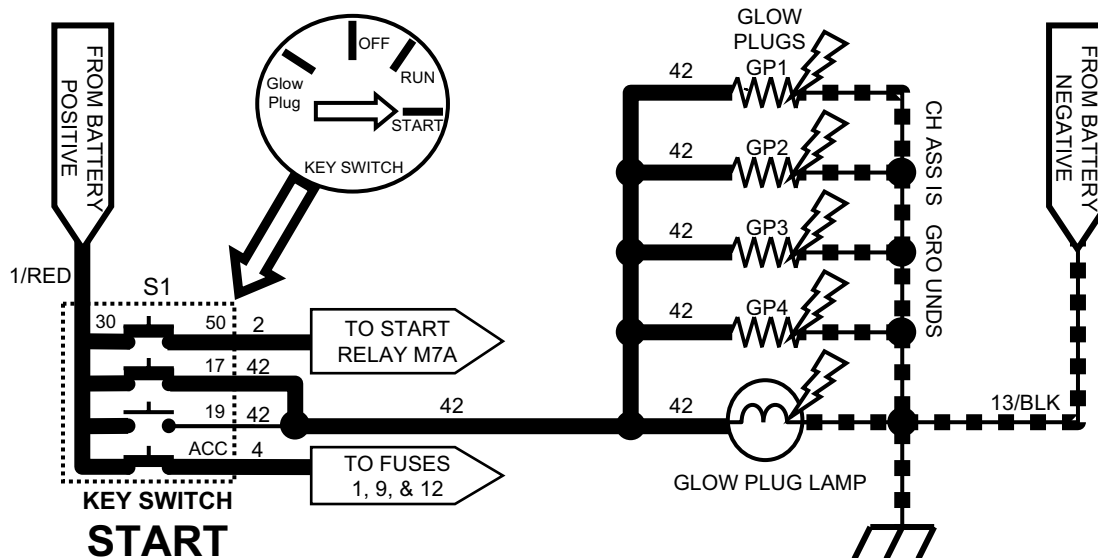 FROM BATTERY
POSITIVE
OFF
RUN
Glow
Plug
START
KEY SWITCH
GLOW
PLUGS
GP1
42
GP2
42
GP3
42
GP4
42
CH ASS IS GRO UNDS
FROM BATTERY
NEGATIVE
1/RED
S1
30
50
2
TO START
RELAY M7A
17
42
19
42
42
42
13/BLK
ACC
4
TO FUSES
1, 9, & 12
GLOW PLUG LAMP
KEY SWITCH
START